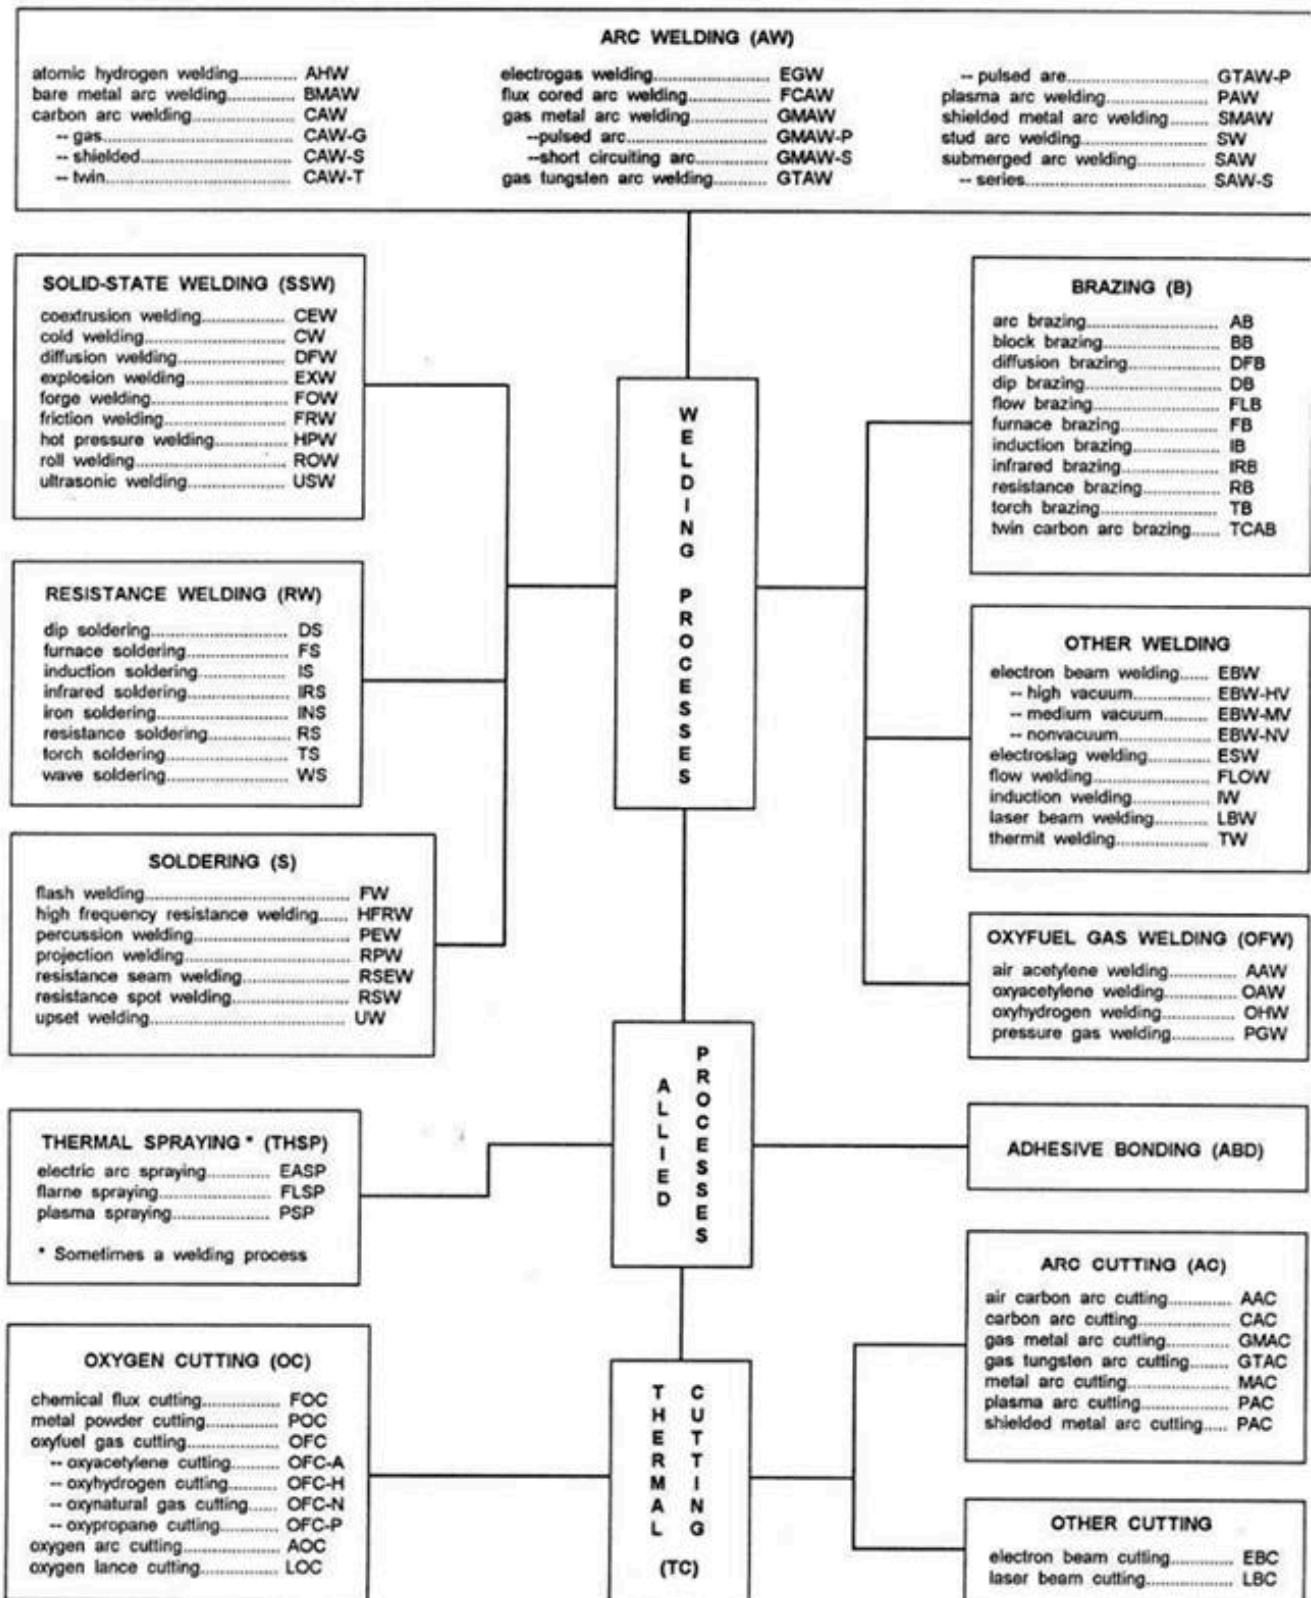 ARC WELDING (AW)
atomic hydrogen welding............ AHW
bare metal arc welding.............. BMAW
carbon arc welding................... CAW
-- gas................................ CAW-G
-- shielded.......................... CAW-S
-- twin............................... CAW-T
electrogas welding................... EGW
flux cored arc welding............... FCAW
gas metal arc welding............... GMAW
--pulsed arc........................ GMAW-P
--short circuiting arc............. GMAW-S
gas tungsten arc welding.......... GTAW
-- pulsed are....................... GTAW-P
plasma arc welding.................. PAW
shielded metal arc welding........ SMAW
stud arc welding...................... SW
submerged arc welding............. SAW
-- series............................. SAW-S
SOLID-STATE WELDING (SSW)
coextrusion welding................ CEW
cold welding.......................... CW
diffusion welding.................... DFW
explosion welding................... EXW
forge welding......................... FOW
friction welding...................... FRW
hot pressure welding.............. HPW
roll welding........................... ROW
ultrasonic welding.................. USW
RESISTANCE WELDING (RW)
dip soldering.......................... DS
furnace soldering.................... FS
induction soldering.................. IS
infrared soldering................... IRS
iron soldering........................ INS
resistance soldering............... RS
torch soldering...................... TS
wave soldering...................... WS
SOLDERING (S)
flash welding................................ FW
high frequency resistance welding...... HFRW
percussion welding........................ PEW
projection welding.......................... RPW
resistance seam welding................. RSEW
resistance spot welding.................. RSW
upset welding............................... UW
WELDING PROCESSES
BRAZING (B)
arc brazing........................ AB
block brazing..................... BB
diffusion brazing................. DFB
dip brazing........................ DB
flow brazing....................... FLB
furnace brazing.................. FB
induction brazing................ IB
infrared brazing.................. IRB
resistance brazing.............. RB
torch brazing..................... TB
twin carbon arc brazing...... TCAB
OTHER WELDING
electron beam welding...... EBW
-- high vacuum............... EBW-HV
-- medium vacuum.......... EBW-MV
-- nonvacuum................ EBW-NV
electroslag welding........... ESW
flow welding..................... FLOW
induction welding.............. IW
laser beam welding........... LBW
thermit welding................. TW
OXYFUEL GAS WELDING (OFW)
air acetylene welding........... AAW
oxyacetylene welding........... OAW
oxyhydrogen welding............ OHW
pressure gas welding............ PGW
ALLIED PROCESSES
THERMAL SPRAYING * (THSP)
electric arc spraying............ EASP
flarne spraying.................... FLSP
plasma spraying.................. PSP
* Sometimes a welding process
ADHESIVE BONDING (ABD)
ARC CUTTING (AC)
air carbon arc cutting............ AAC
carbon arc cutting................. CAC
gas metal arc cutting............ GMAC
gas tungsten arc cutting....... GTAC
metal arc cutting................... MAC
plasma arc cutting................ PAC
shielded metal arc cutting..... PAC
OXYGEN CUTTING (OC)
chemical flux cutting............. FOC
metal powder cutting............ POC
oxyfuel gas cutting............... OFC
-- oxyacetylene cutting......... OFC-A
-- oxyhydrogen cutting.......... OFC-H
-- oxynatural gas cutting...... OFC-N
-- oxypropane cutting........... OFC-P
oxygen arc cutting............... AOC
oxygen lance cutting............ LOC
THERMAL CUTTING
(TC)
OTHER CUTTING
electron beam cutting........... EBC
laser beam cutting............... LBC